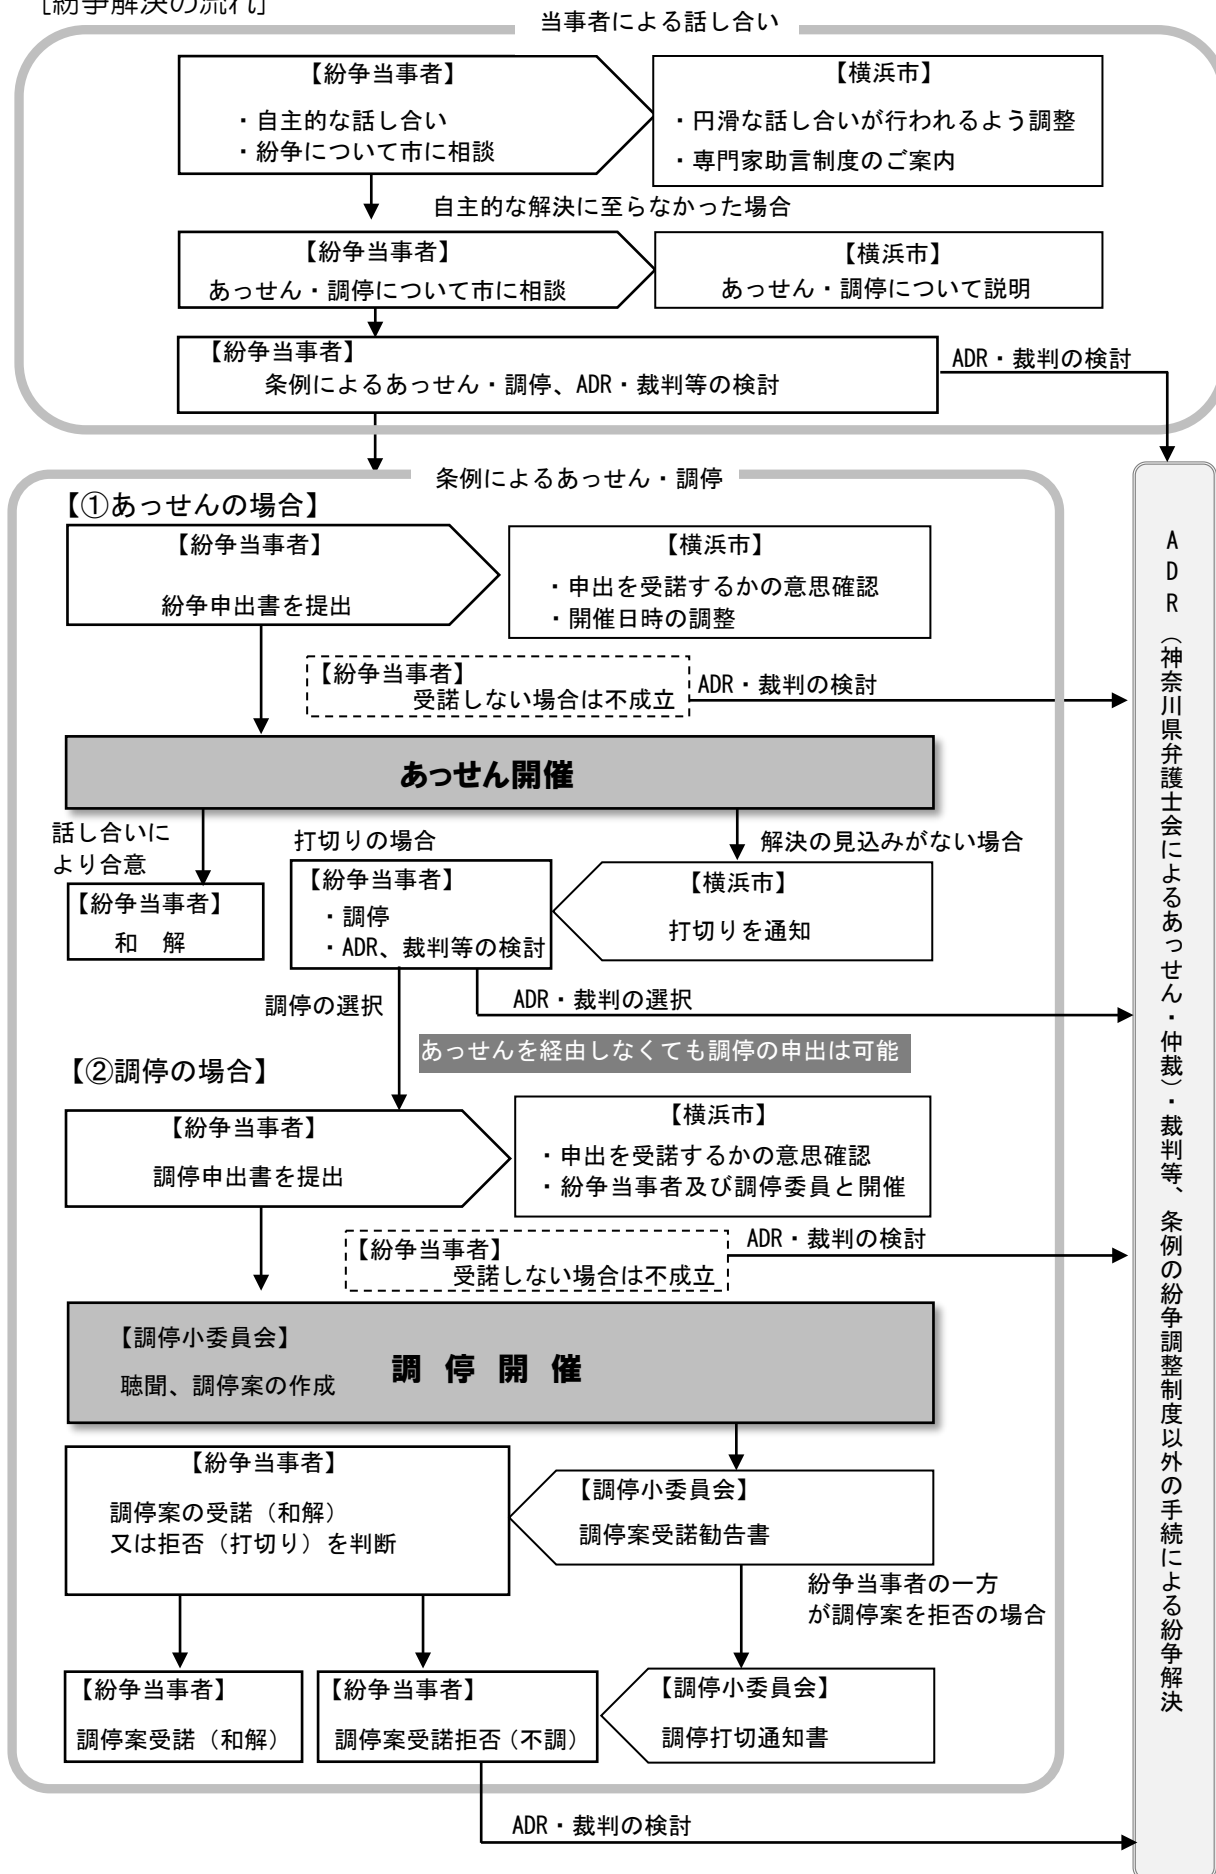 ［紛争解決の流れ］
当事者による話し合い
【紛争当事者】
・自主的な話し合い
・紛争について市に相談
【横浜市】
・円滑な話し合いが行われるよう調整
・専門家助言制度のご案内
自主的な解決に至らなかった場合
【紛争当事者】
あっせん・調停について市に相談
【横浜市】
あっせん・調停について説明
【紛争当事者】
条例によるあっせん・調停、ADR・裁判等の検討
ADR・裁判の検討
条例によるあっせん・調停
【①あっせんの場合】
【紛争当事者】
紛争申出書を提出
【横浜市】
・申出を受諾するかの意思確認
・開催日時の調整
【紛争当事者】
受諾しない場合は不成立
ADR・裁判の検討
あっせん開催
話し合いに
より合意
【紛争当事者】
和　解
打切りの場合
【紛争当事者】
・調停
・ADR、裁判等の検討
解決の見込みがない場合
【横浜市】
打切りを通知
調停の選択
ADR・裁判の選択
あっせんを経由しなくても調停の申出は可能
【②調停の場合】
【紛争当事者】
調停申出書を提出
【横浜市】
・申出を受諾するかの意思確認
・紛争当事者及び調停委員と開催
【紛争当事者】
受諾しない場合は不成立
ADR・裁判の検討
【調停小委員会】
聴聞、調停案の作成
調 停 開 催
【紛争当事者】
調停案の受諾（和解）
又は拒否（打切り）を判断
【調停小委員会】
調停案受諾勧告書
紛争当事者の一方
が調停案を拒否の場合
【紛争当事者】
調停案受諾（和解）
【紛争当事者】
調停案受諾拒否（不調）
【調停小委員会】
調停打切通知書
ADR・裁判の検討
ADR（神奈川県弁護士会によるあっせん・仲裁）・裁判等、条例の紛争調整制度以外の手続による紛争解決